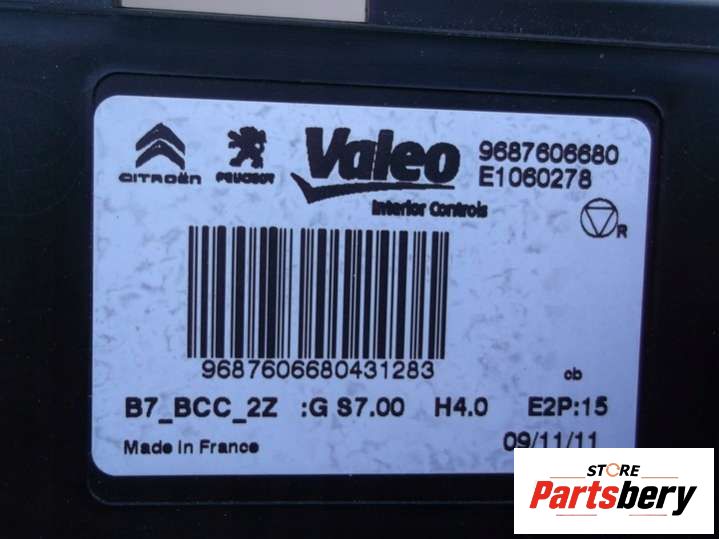 CITROËN PEUGEOT Valeo 9687606680
E1060278
Interior Controls
R
9687606680431283
cb
B7_BCC_2Z :G S7.00 H4.0 E2P:15
Made in France 09/11/11
STORE
Partsbery